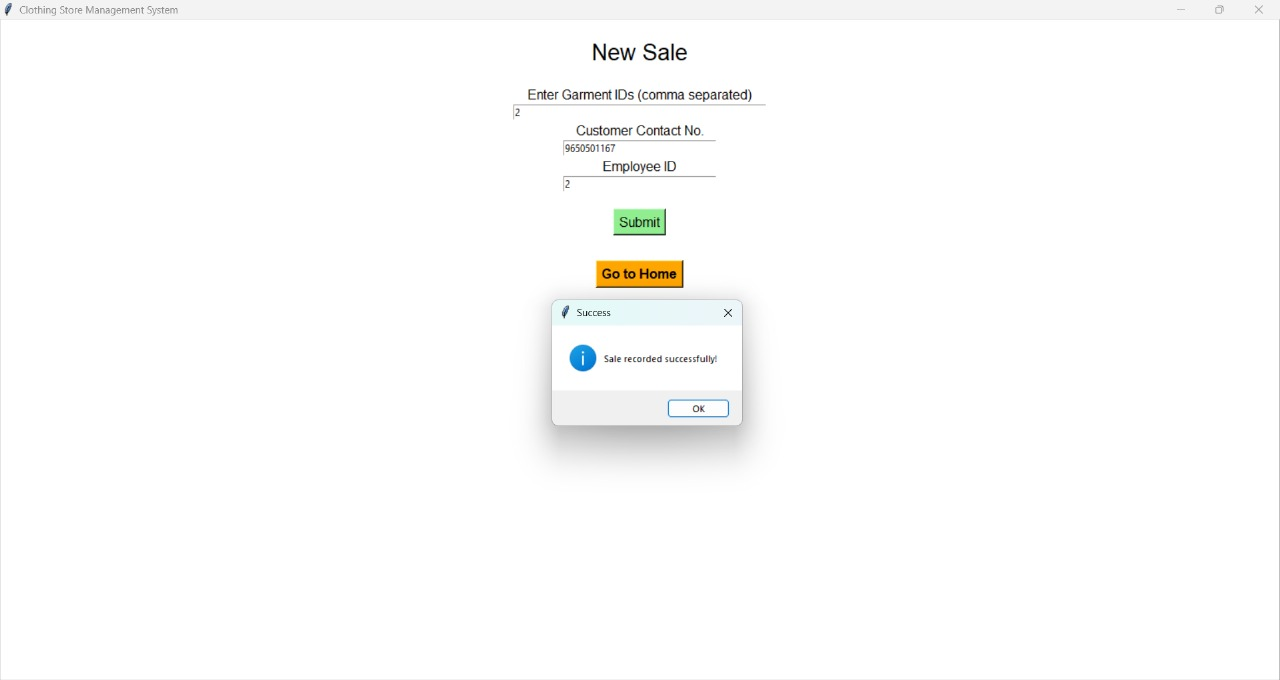 Clothing Store Management System
New Sale
Enter Garment IDs (comma separated)
2
Customer Contact No.
9650501167
Employee ID
2
Submit
Go to Home
Success
Sale recorded successfully!
OK